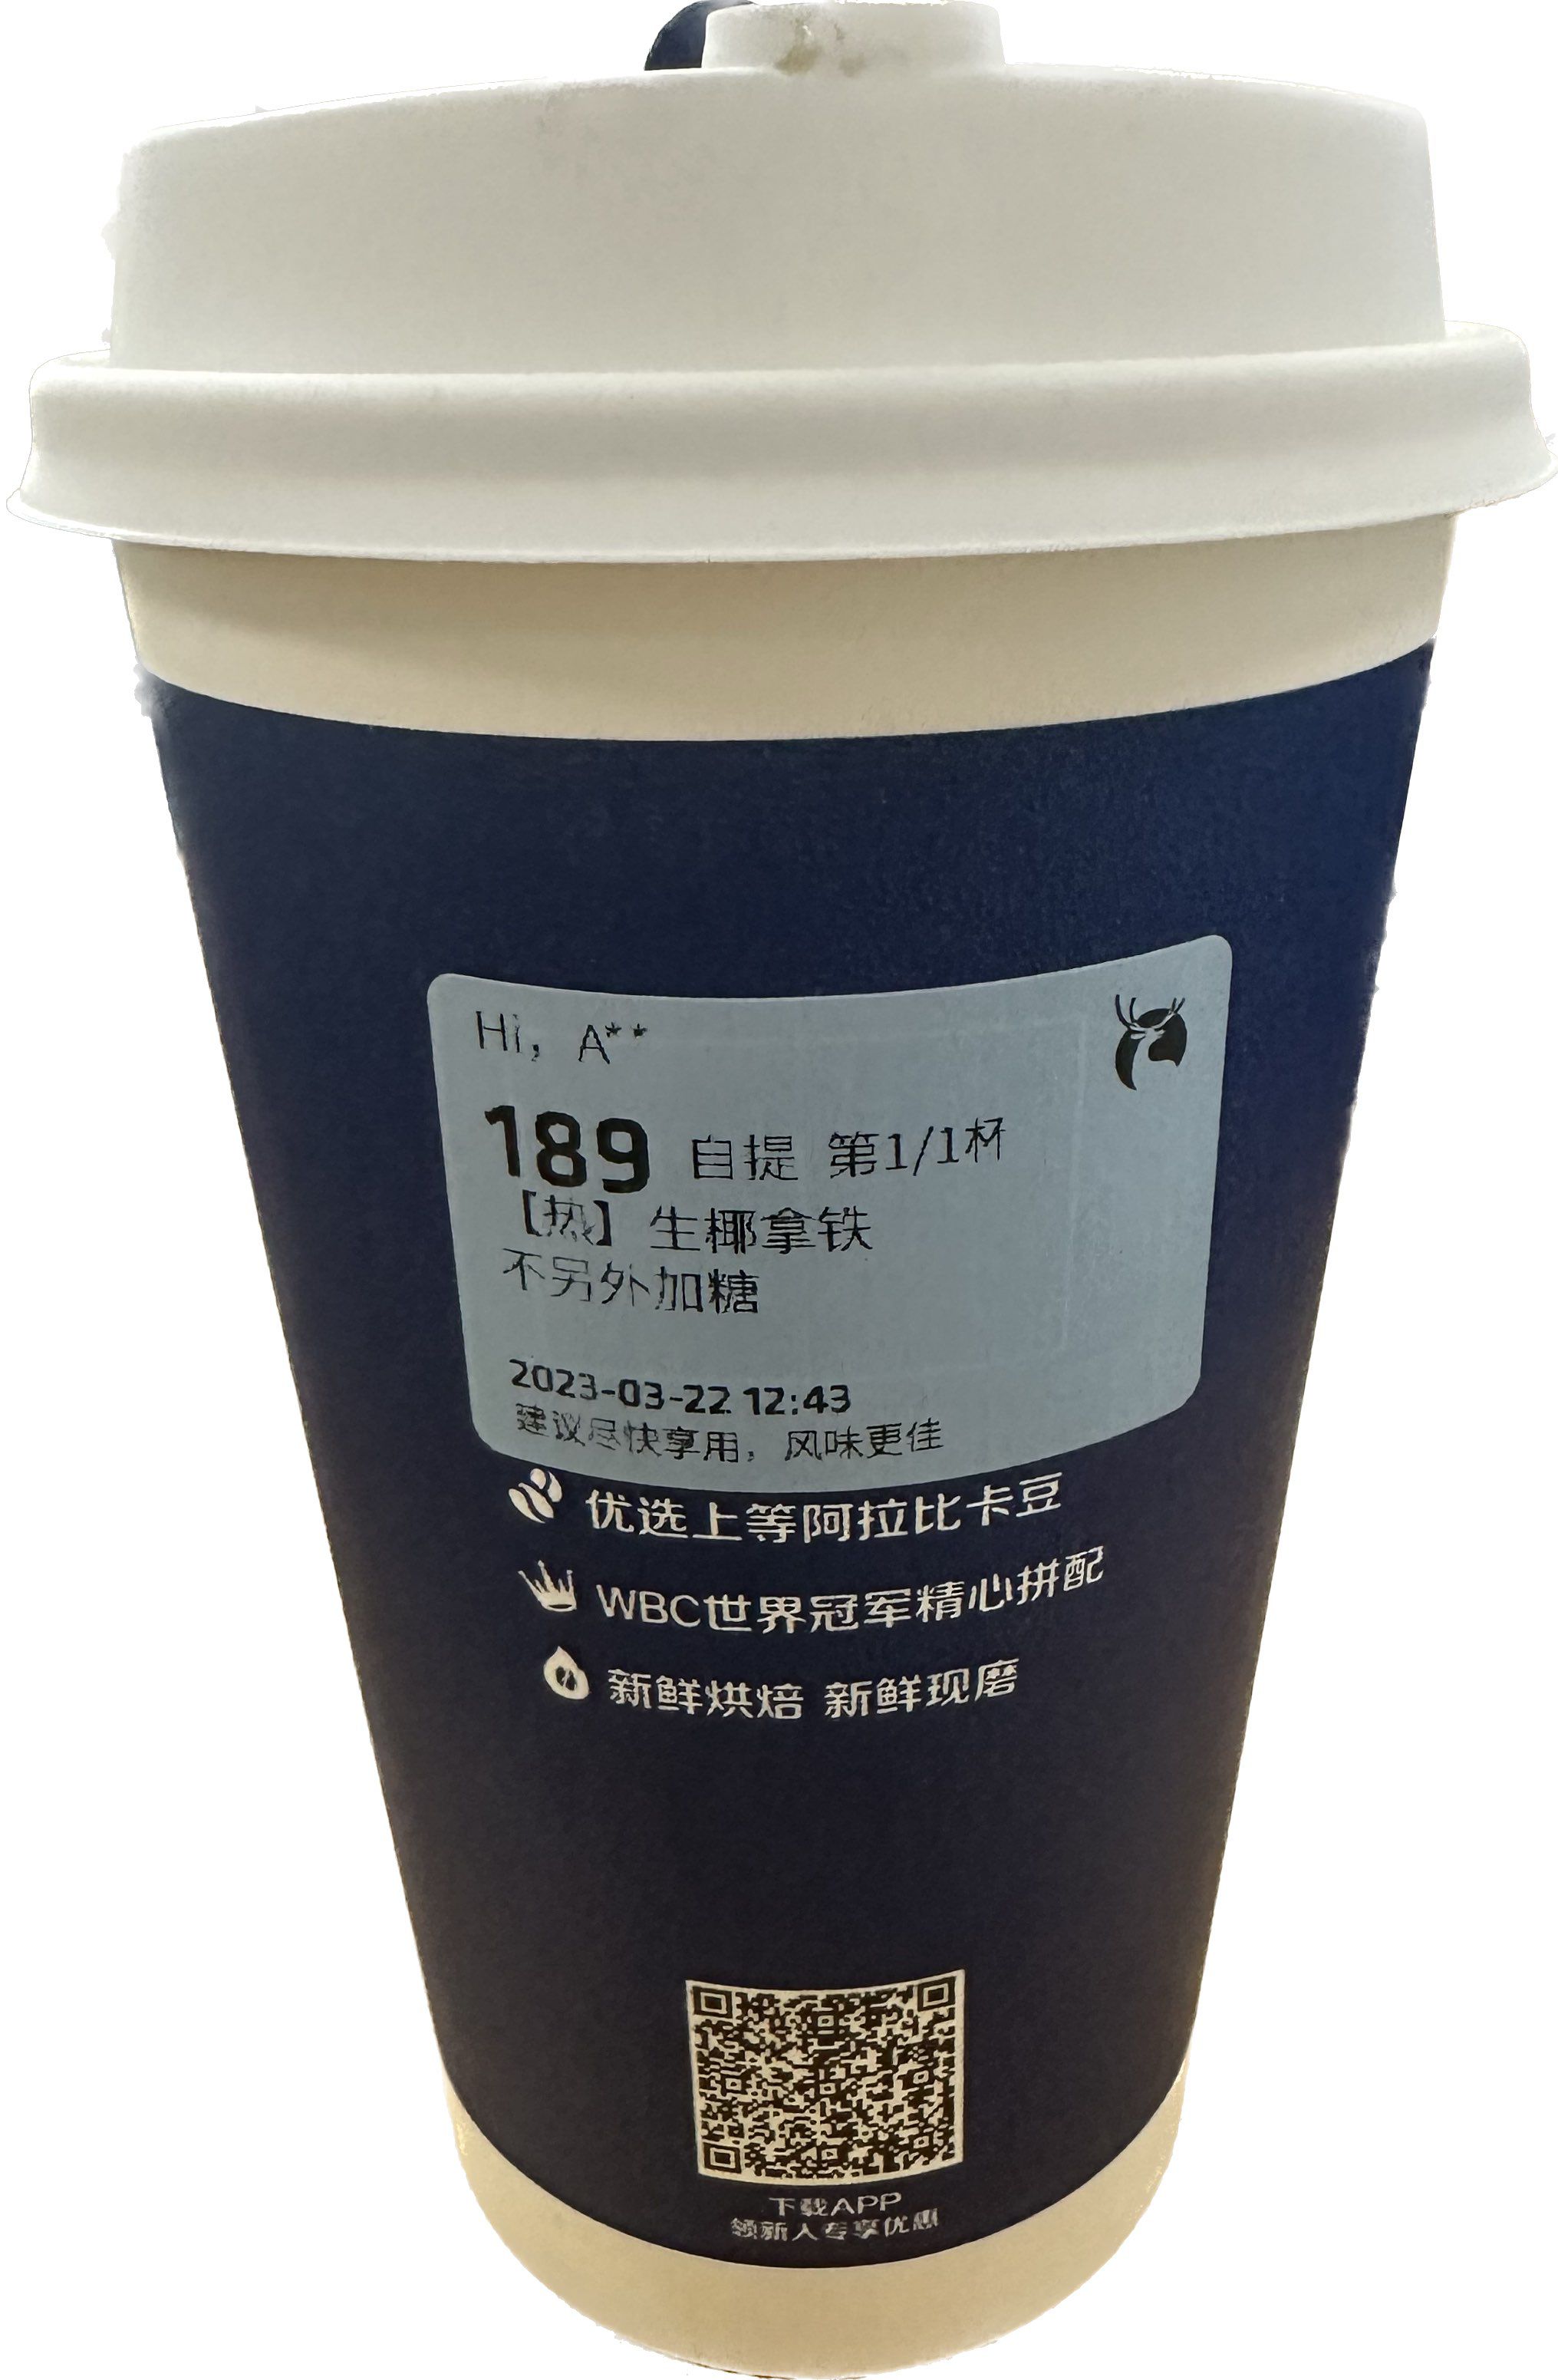 Hi, A**
189 自提 第1/1杯
【热】生椰拿铁
不另外加糖
2023-03-22 12:43
建议尽快享用，风味更佳
优选上等阿拉比卡豆
WBC世界冠军精心拼配
新鲜烘焙 新鲜现磨
下载APP
领新人专享优惠